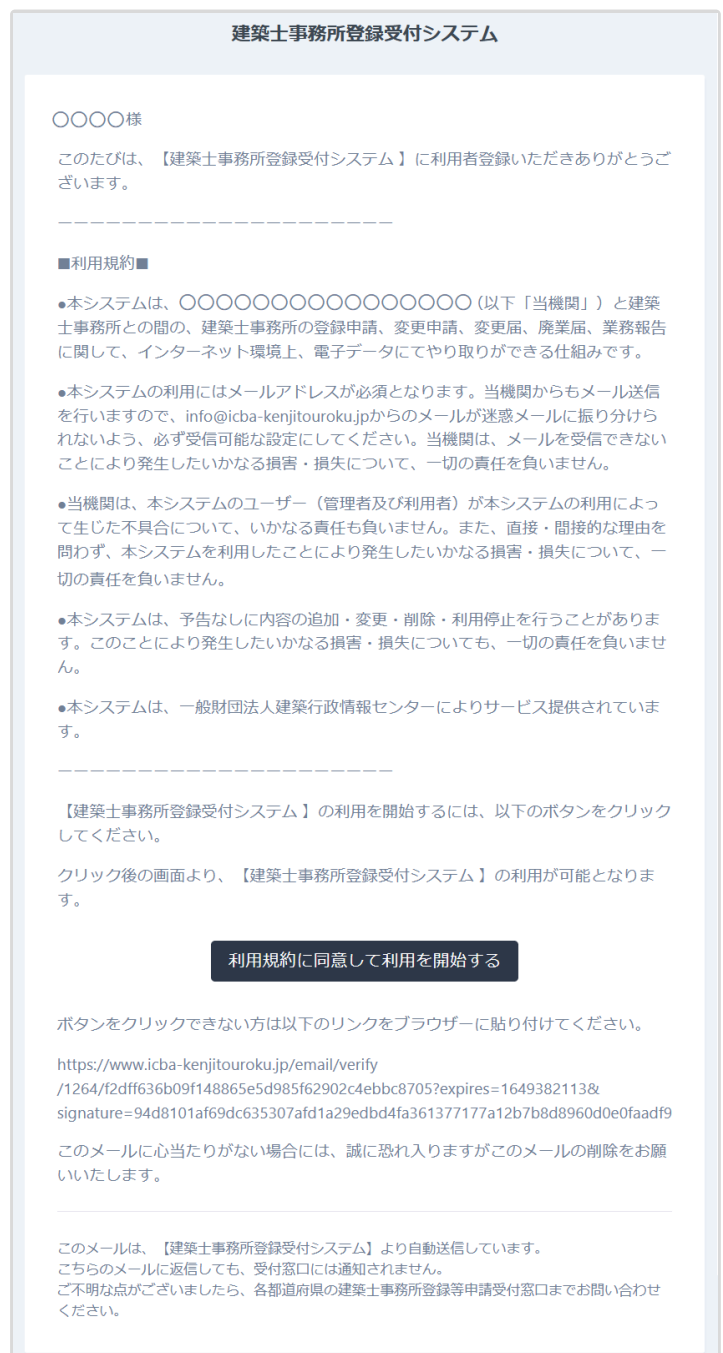 建築士事務所登録受付システム
〇〇〇〇様
このたびは、【建築士事務所登録受付システム 】に利用者登録いただきありがとうご
ざいます。
ーーーーーーーーーーーーーーーーーーーーー
■利用規約■
●本システムは、〇〇〇〇〇〇〇〇〇〇〇〇〇〇〇〇（以下「当機関」）と建築
士事務所との間の、建築士事務所の登録申請、変更申請、変更届、廃業届、業務報告
に関して、インターネット環境上、電子データにてやり取りができる仕組みです。
●本システムの利用にはメールアドレスが必須となります。当機関からもメール送信
を行いますので、info@icba-kenjitouroku.jpからのメールが迷惑メールに振り分けら
れないよう、必ず受信可能な設定にしてください。当機関は、メールを受信できない
ことにより発生したいかなる損害・損失について、一切の責任を負いません。
●当機関は、本システムのユーザー（管理者及び利用者）が本システムの利用によっ
て生じた不具合について、いかなる責任も負いません。また、直接・間接的な理由を
問わず、本システムを利用したことにより発生したいかなる損害・損失について、一
切の責任を負いません。
●本システムは、予告なしに内容の追加・変更・削除・利用停止を行うことがありま
す。このことにより発生したいかなる損害・損失についても、一切の責任を負いませ
ん。
●本システムは、一般財団法人建築行政情報センターによりサービス提供されていま
す。
ーーーーーーーーーーーーーーーーーーーーー
【建築士事務所登録受付システム 】の利用を開始するには、以下のボタンをクリック
してください。
クリック後の画面より、【建築士事務所登録受付システム 】の利用が可能となりま
す。
利用規約に同意して利用を開始する
ボタンをクリックできない方は以下のリンクをブラウザーに貼り付けてください。
https://www.icba-kenjitouroku.jp/email/verify
/1264/f2dff636b09f148865e5d985f62902c4ebbc8705?expires=1649382113&
signature=94d8101af69dc635307afd1a29edbd4fa361377177a12b7b8d8960d0e0faadf9
このメールに心当たりがない場合には、誠に恐れ入りますがこのメールの削除をお願
いいたします。
このメールは、【建築士事務所登録受付システム】より自動送信しています。
こちらのメールに返信しても、受付窓口には通知されません。
ご不明な点がございましたら、各都道府県の建築士事務所登録等申請受付窓口までお問い合わせ
ください。